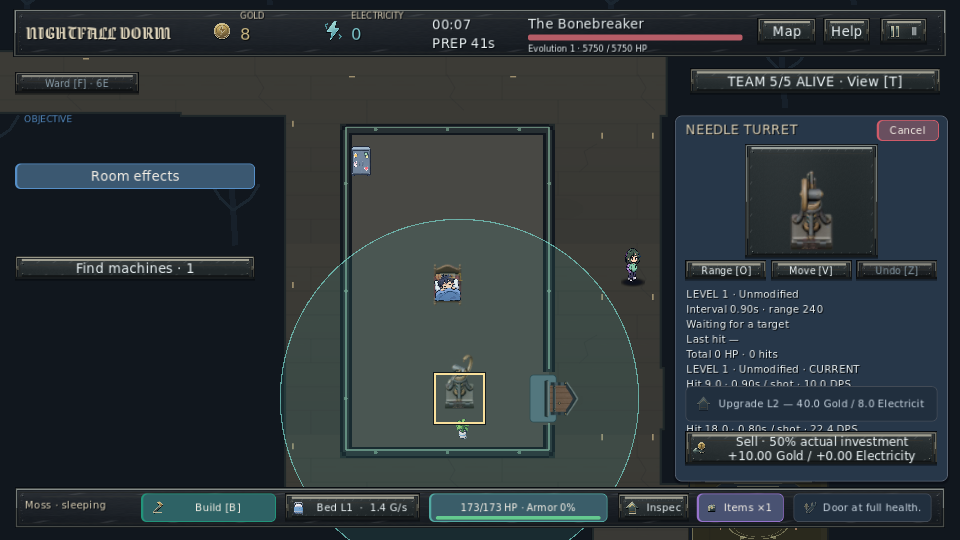 NIGHTFALL DORM
GOLD
8
ELECTRICITY
0
00:07
PREP 41s
The Bonebreaker
Evolution 1 · 5750 / 5750 HP
Map
Help
Ward [F] · 6E
TEAM 5/5 ALIVE · View [T]
OBJECTIVE
Room effects
Find machines · 1
NEEDLE TURRET
Cancel
Range [O]
Move [V]
Undo [Z]
LEVEL 1 · Unmodified
Interval 0.90s · range 240
Waiting for a target
Last hit —
Total 0 HP · 0 hits
LEVEL 1 · Unmodified · CURRENT
Hit 9.0 · 0.90s / shot · 10.0 DPS
Upgrade L2 — 40.0 Gold / 8.0 Electricit
Hit 18.0 · 0.80s / shot · 22.4 DPS
Sell · 50% actual investment
+10.00 Gold / +0.00 Electricity
Moss · sleeping
Build [B]
Bed L1 · 1.4 G/s
173/173 HP · Armor 0%
Inspec
Items ×1
Door at full health.